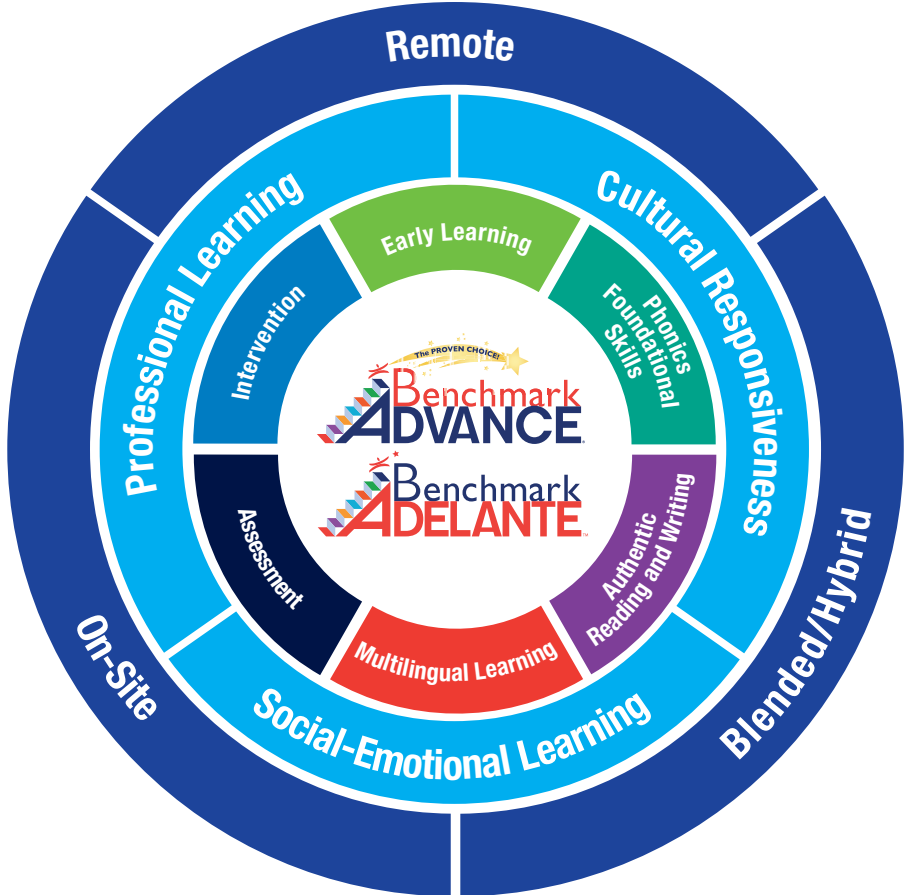 Remote
Professional Learning
Cultural Responsiveness
Early Learning
Intervention
Phonics
Foundational
Skills
The PROVEN CHOICE!
Benchmark
ADVANCE®
Benchmark
ADELANTE™
Assessment
Authentic
Reading and Writing
Multilingual Learning
On-Site
Blended/Hybrid
Social-Emotional Learning